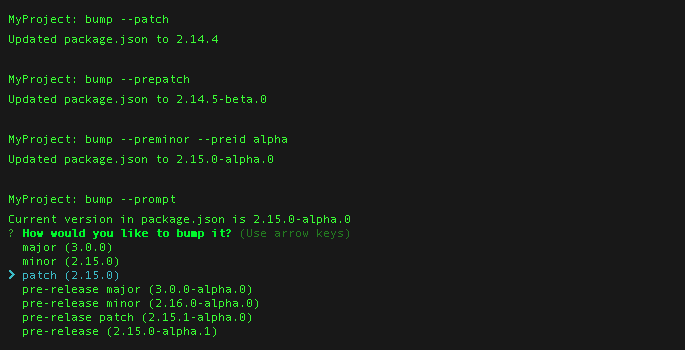 MyProject: bump --patch
Updated package.json to 2.14.4
MyProject: bump --prepatch
Updated package.json to 2.14.5-beta.0
MyProject: bump --preminor --preid alpha
Updated package.json to 2.15.0-alpha.0
MyProject: bump --prompt
Current version in package.json is 2.15.0-alpha.0
? How would you like to bump it? (Use arrow keys)
major (3.0.0)
minor (2.15.0)
❯ patch (2.15.0)
pre-release major (3.0.0-alpha.0)
pre-release minor (2.16.0-alpha.0)
pre-relase patch (2.15.1-alpha.0)
pre-release (2.15.0-alpha.1)